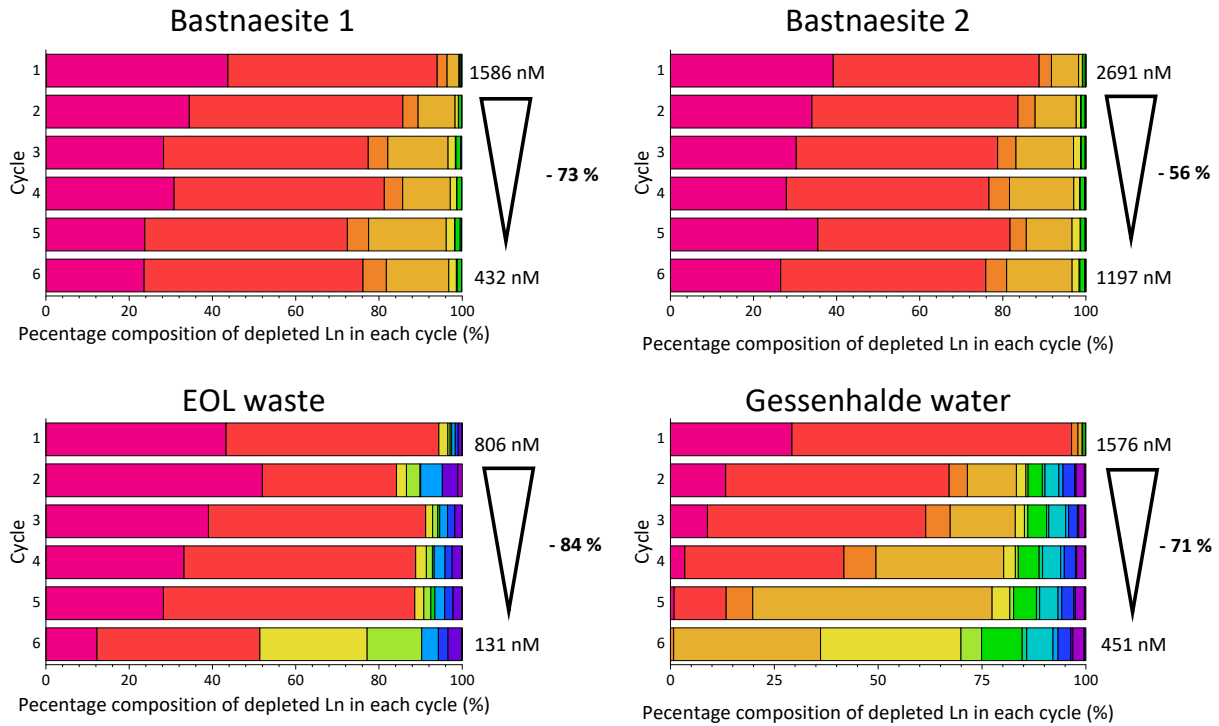 Bastnaesite 1
Cycle
1
2
3
4
5
6
0 20 40 60 80 100
Pecentage composition of depleted Ln in each cycle (%)
1586 nM
- 73 %
432 nM
Bastnaesite 2
Cycle
1
2
3
4
5
6
0 20 40 60 80 100
Pecentage composition of depleted Ln in each cycle (%)
2691 nM
- 56 %
1197 nM
EOL waste
Cycle
1
2
3
4
5
6
0 20 40 60 80 100
Pecentage composition of depleted Ln in each cycle (%)
806 nM
- 84 %
131 nM
Gessenhalde water
Cycle
1
2
3
4
5
6
0 25 50 75 100
Pecentage composition of depleted Ln in each cycle (%)
1576 nM
- 71 %
451 nM